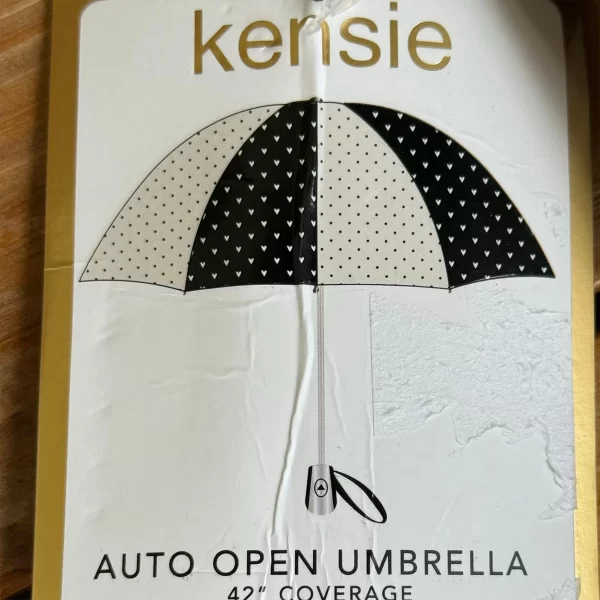 kensie
AUTO OPEN UMBRELLA
42” COVERAGE